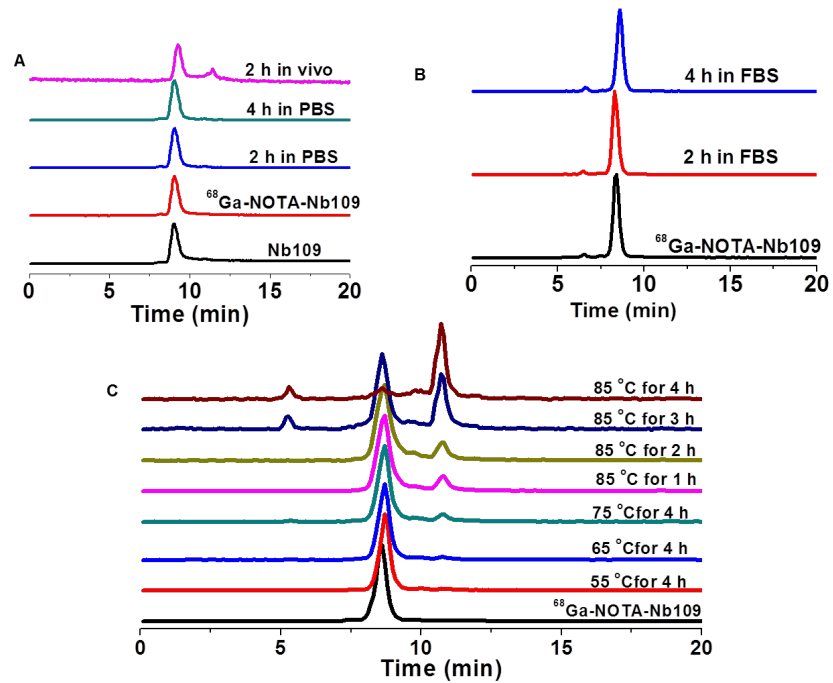 A
2 h in vivo
4 h in PBS
2 h in PBS
⁶⁸Ga-NOTA-Nb109
Nb109
0 5 10 15 20
Time (min)
B
4 h in FBS
2 h in FBS
⁶⁸Ga-NOTA-Nb109
0 5 10 15 20
Time (min)
C
85 °C for 4 h
85 °C for 3 h
85 °C for 2 h
85 °C for 1 h
75 °Cfor 4 h
65 °Cfor 4 h
55 °Cfor 4 h
⁶⁸Ga-NOTA-Nb109
0 5 10 15 20
Time (min)